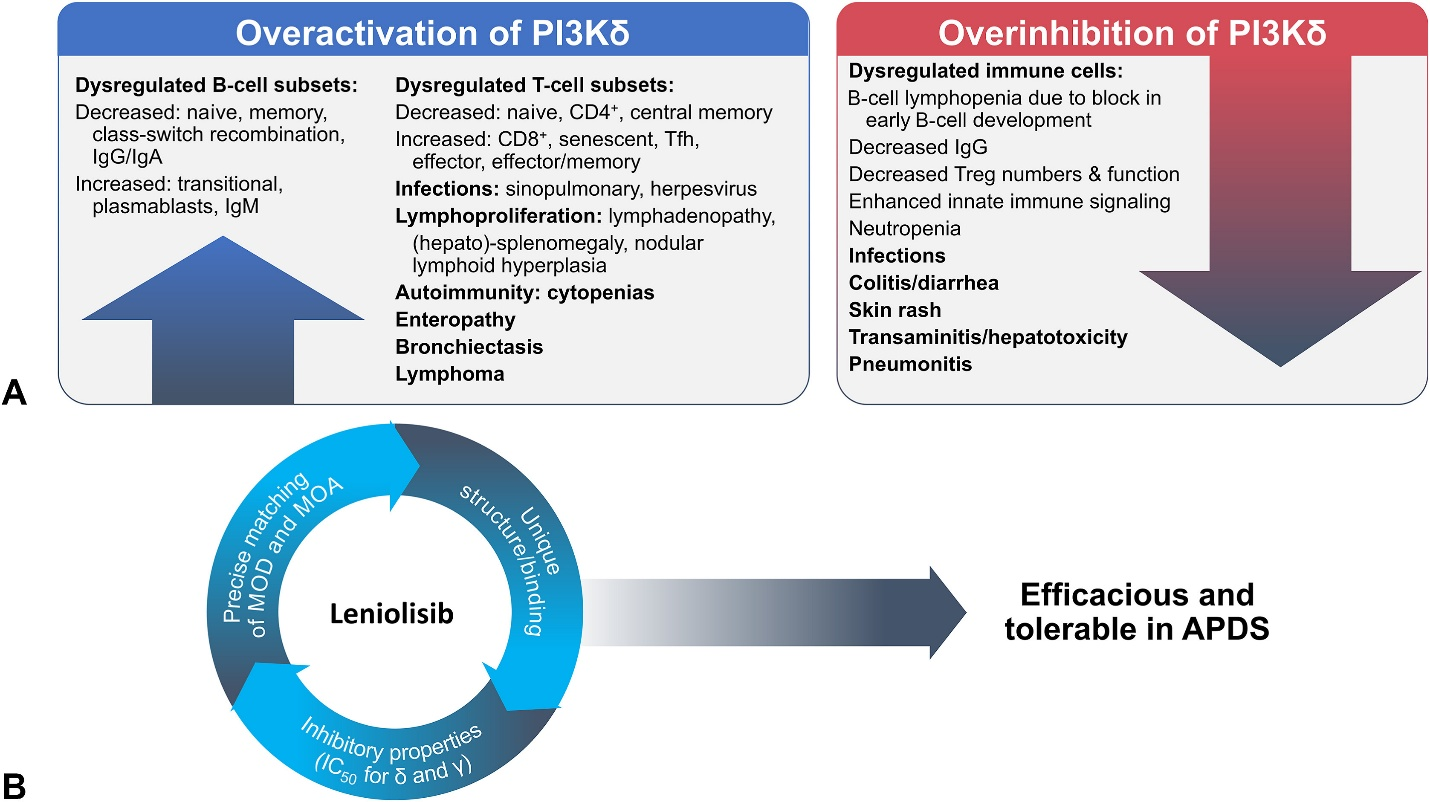 Overactivation of PI3Kδ
Dysregulated B-cell subsets:
Decreased: naive, memory,
class-switch recombination,
IgG/IgA
Increased: transitional,
plasmablasts, IgM
Dysregulated T-cell subsets:
Decreased: naive, CD4⁺, central memory
Increased: CD8⁺, senescent, Tfh,
effector, effector/memory
Infections: sinopulmonary, herpesvirus
Lymphoproliferation: lymphadenopathy,
(hepato)-splenomegaly, nodular
lymphoid hyperplasia
Autoimmunity: cytopenias
Enteropathy
Bronchiectasis
Lymphoma
Overinhibition of PI3Kδ
Dysregulated immune cells:
B-cell lymphopenia due to block in
early B-cell development
Decreased IgG
Decreased Treg numbers & function
Enhanced innate immune signaling
Neutropenia
Infections
Colitis/diarrhea
Skin rash
Transaminitis/hepatotoxicity
Pneumonitis
A
Precise matching
of MOD and MOA
Unique
structure/binding
Inhibitory properties
(IC₅₀ for δ and γ)
Leniolisib
Efficacious and
tolerable in APDS
B